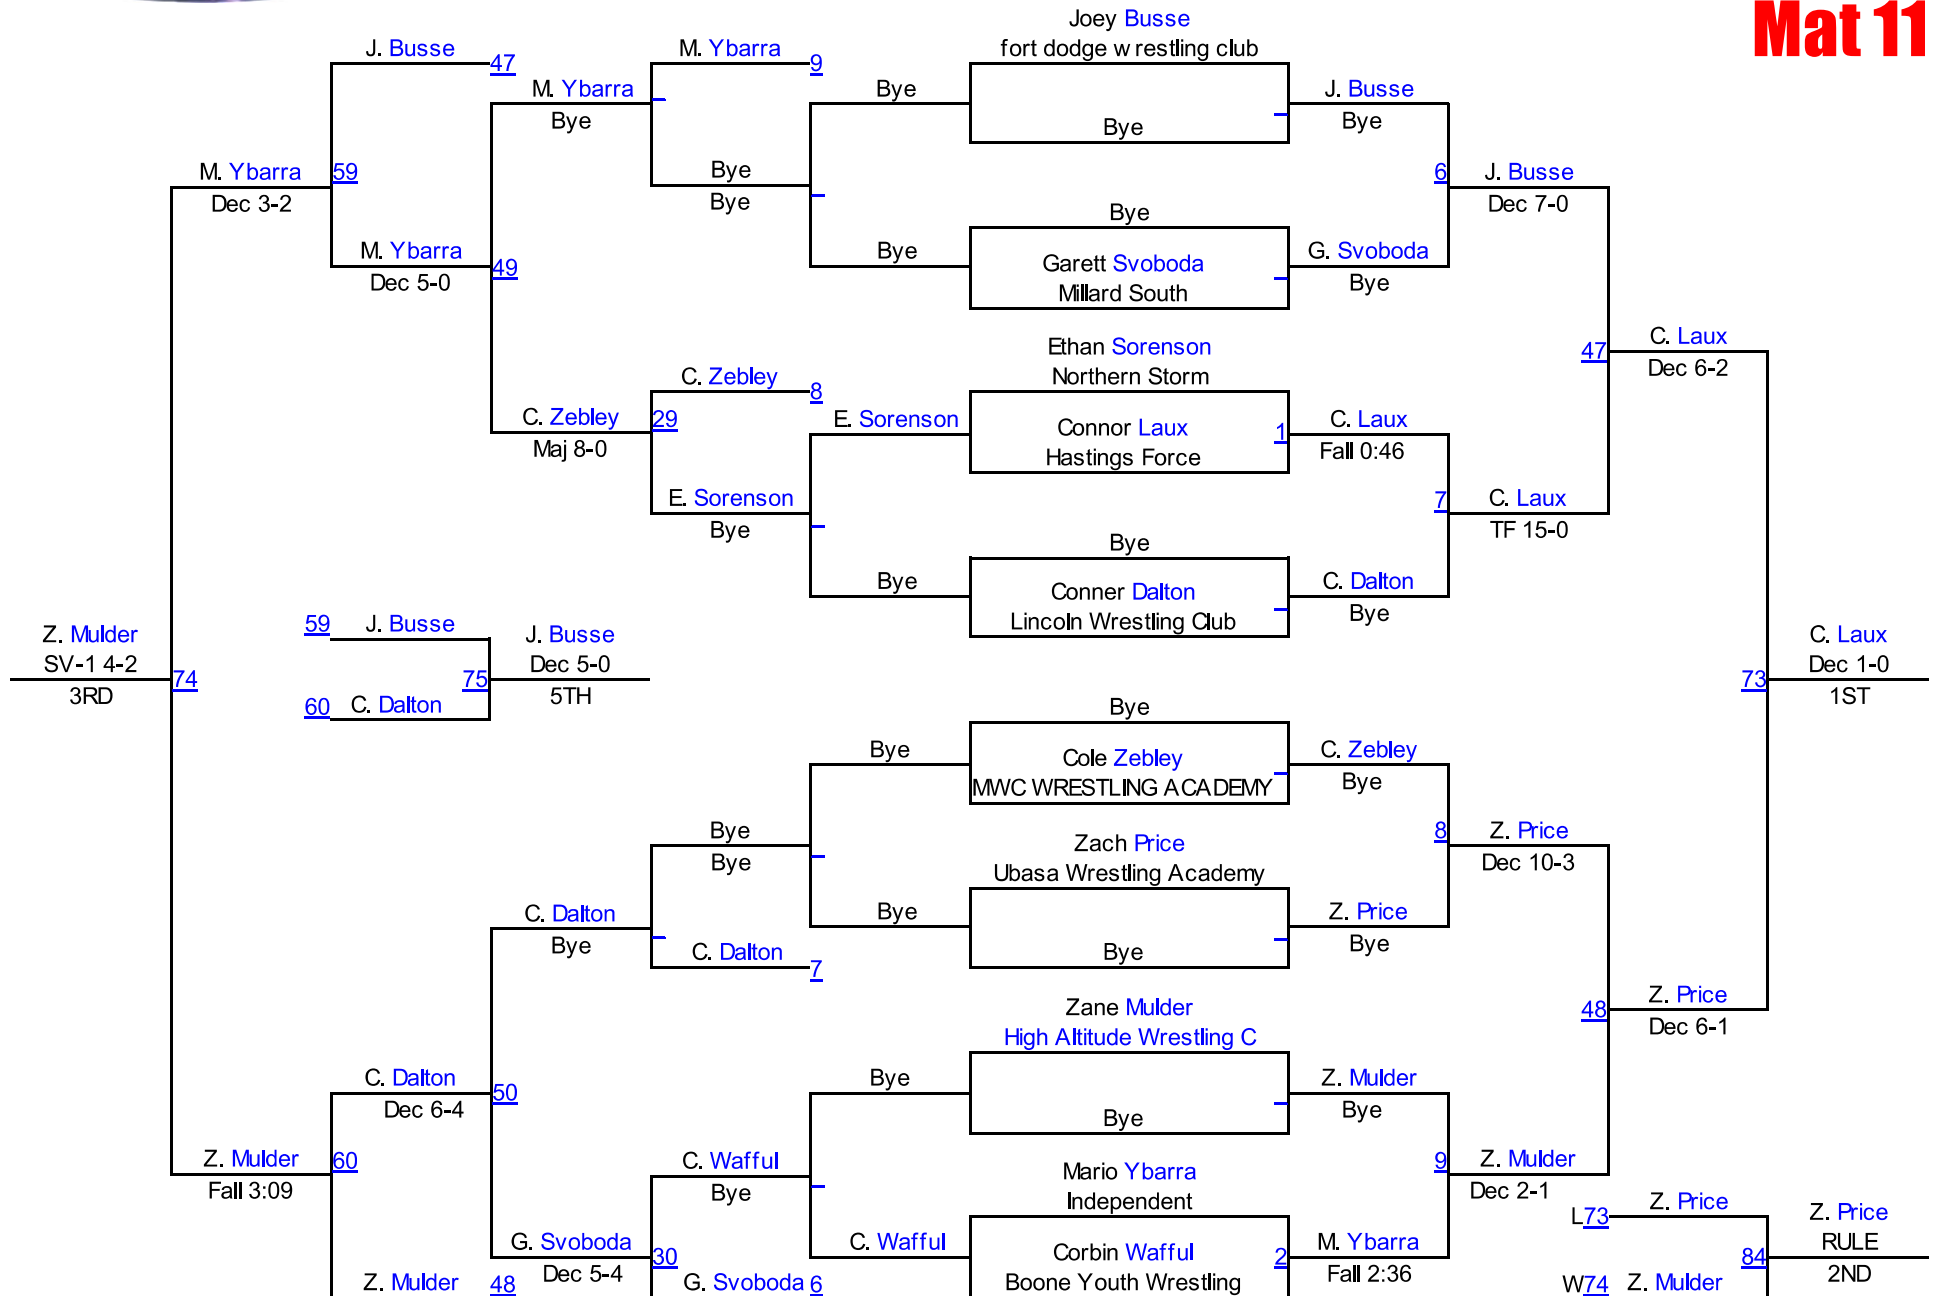 Mat 11
Joey Busse
J. Busse
M. Ybarra
fort dodge wrestling club
47
9
M. Ybarra
Bye
J. Busse
Bye
Bye
Bye
M. Ybarra
59
Bye
6
J. Busse
Dec 3-2
Bye
Dec 7-0
Bye
M. Ybarra
Bye
G. Svoboda
Dec 5-0
49
Garett Svoboda
Bye
Millard South
Ethan Sorenson
C. Laux
47
C. Zebley
Northern Storm
Dec 6-2
8
C. Zebley
29
E. Sorenson
Connor Laux
1
C. Laux
Maj 8-0
Hastings Force
Fall 0:46
E. Sorenson
7
C. Laux
Bye
TF 15-0
Bye
Bye
Conner Dalton
C. Dalton
Lincoln Wrestling Club
Bye
59
J. Busse
Z. Mulder
J. Busse
C. Laux
SV-1 4-2
Dec 5-0
Dec 1-0
74
75
73
3RD
5TH
1ST
60
C. Dalton
Bye
Bye
Cole Zebley
C. Zebley
MWC WRESTLING ACADEMY
Bye
Bye
8
Z. Price
Bye
Zach Price
Dec 10-3
Ubasa Wrestling Academy
C. Dalton
Bye
Z. Price
Bye
Bye
Bye
C. Dalton
7
Z. Price
Zane Mulder
48
Dec 6-1
High Altitude Wrestling C
C. Dalton
Bye
Z. Mulder
Dec 6-4
50
Bye
Bye
Z. Mulder
60
C. Wafful
9
Z. Mulder
Fall 3:09
Bye
Mario Ybarra
Dec 2-1
Independent
L73
Z. Price
Z. Price
G. Svoboda
C. Wafful
Corbin Wafful
2
M. Ybarra
RULE
Dec 5-4
30
Boone Youth Wrestling
Fall 2:36
84
2ND
Z. Mulder
48
G. Svoboda 6
W74
Z. Mulder